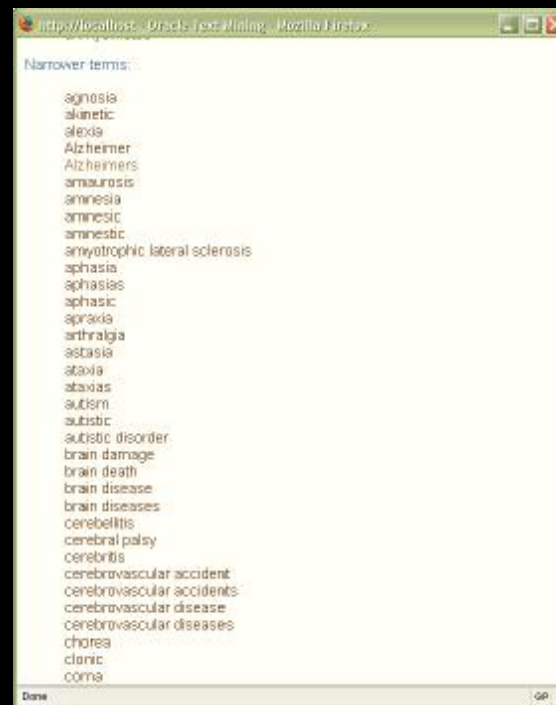 http://localhost - Oracle Text Mining - Mozilla Firefox
Narrower terms:
agnosia
akinetic
alexia
Alzheimer
Alzheimers
amaurosis
amnesia
amnesic
amnestic
amyotrophic lateral sclerosis
aphasia
aphasias
aphasic
apraxia
arthralgia
astasia
ataxia
ataxias
autism
autistic
autistic disorder
brain damage
brain death
brain disease
brain diseases
cerebellitis
cerebral palsy
cerebritis
cerebrovascular accident
cerebrovascular accidents
cerebrovascular disease
cerebrovascular diseases
chorea
clonic
coma
Done